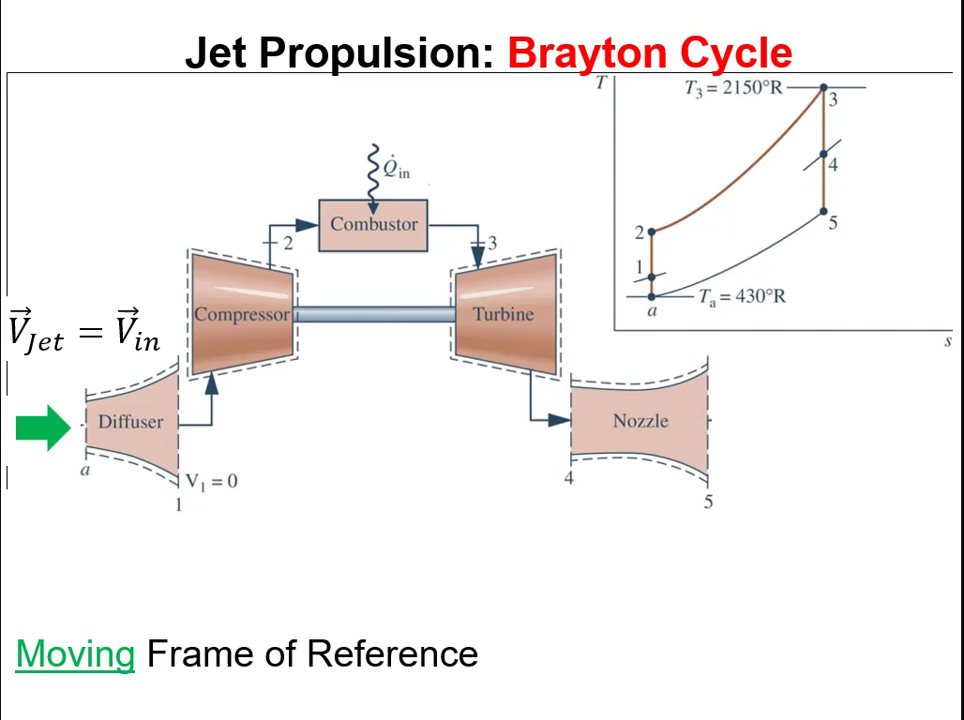 Jet Propulsion: Brayton Cycle
T
T₃ = 2150°R
3
4
5
2
1
a
Tₐ = 430°R
s
Q̇in
Combustor
2
3
Compressor
Turbine
V⃗Jet = V⃗in
Diffuser
Nozzle
a
V₁ = 0
1
4
5
Moving Frame of Reference